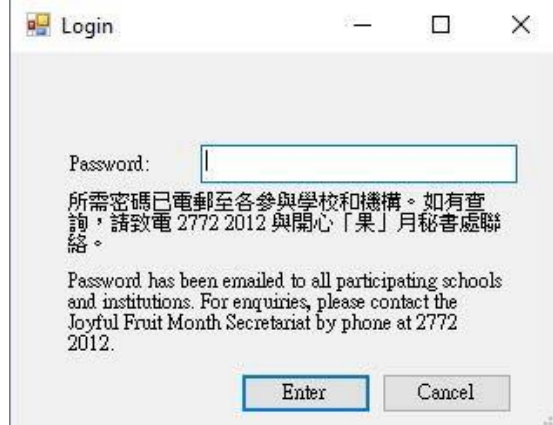 Login
Password:
所需密碼已電郵至各參與學校和機構。如有查
詢，請致電 2772 2012 與開心「果」月秘書處聯
絡。
Password has been emailed to all participating schools
and institutions. For enquiries, please contact the
Joyful Fruit Month Secretariat by phone at 2772
2012.
Enter
Cancel